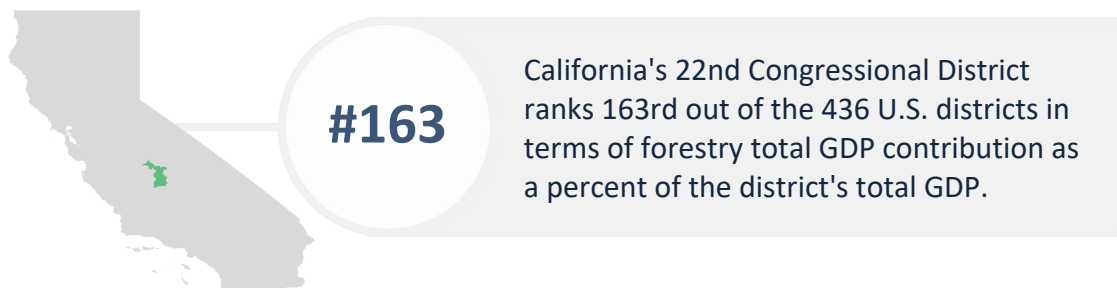 #163
California's 22nd Congressional District
ranks 163rd out of the 436 U.S. districts in
terms of forestry total GDP contribution as
a percent of the district's total GDP.